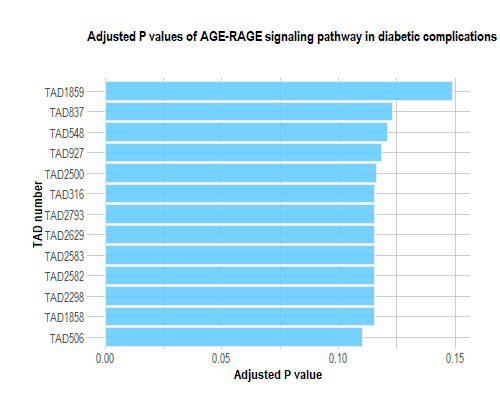 Adjusted P values of AGE-RAGE signaling pathway in diabetic complications
TAD1859
TAD837
TAD548
TAD927
TAD2500
TAD316
TAD2793
TAD2629
TAD2583
TAD2582
TAD2298
TAD1858
TAD506
TAD number
0.00 0.05 0.10 0.15
Adjusted P value